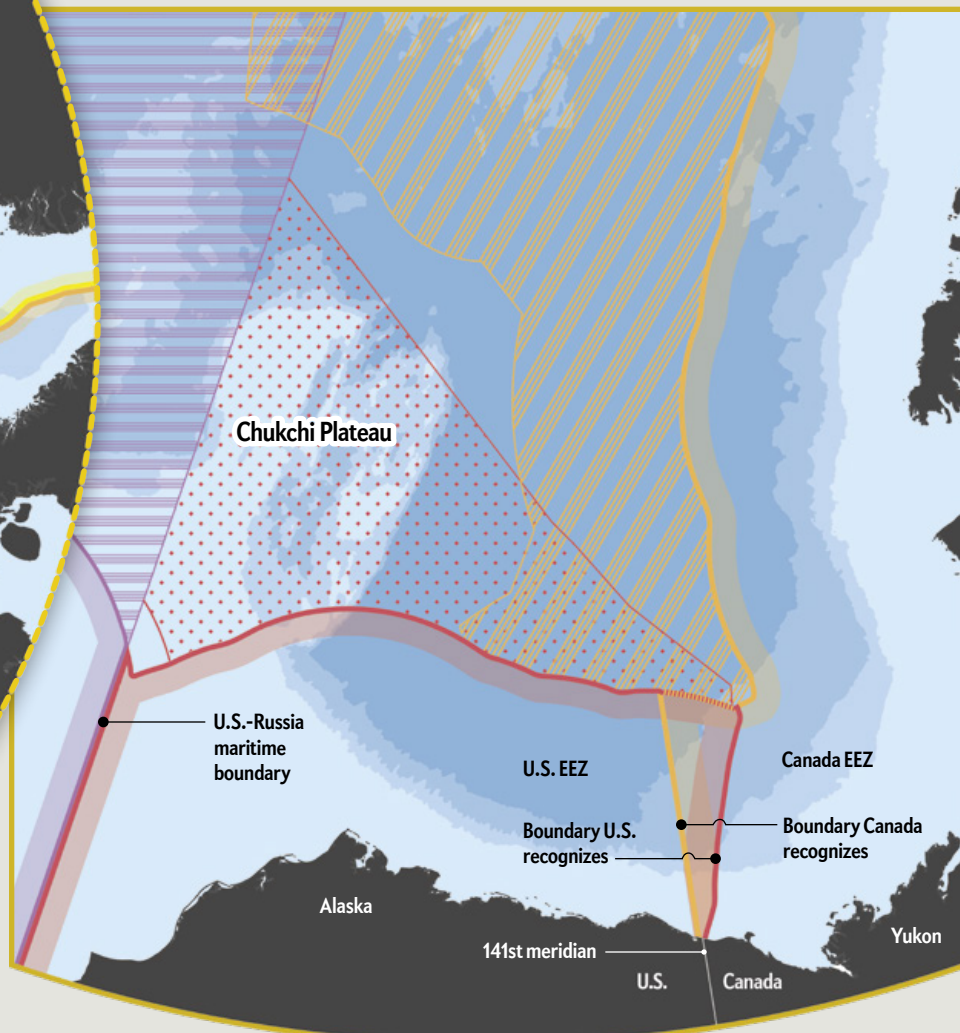 Chukchi Plateau
U.S.-Russia
maritime
boundary
U.S. EEZ
Canada EEZ
Boundary U.S.
recognizes
Boundary Canada
recognizes
Alaska
Yukon
141st meridian
U.S.
Canada